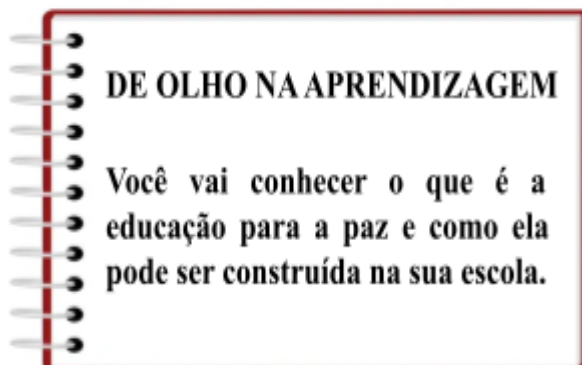 DE OLHO NA APRENDIZAGEM
Você vai conhecer o que é a
educação para a paz e como ela
pode ser construída na sua escola.